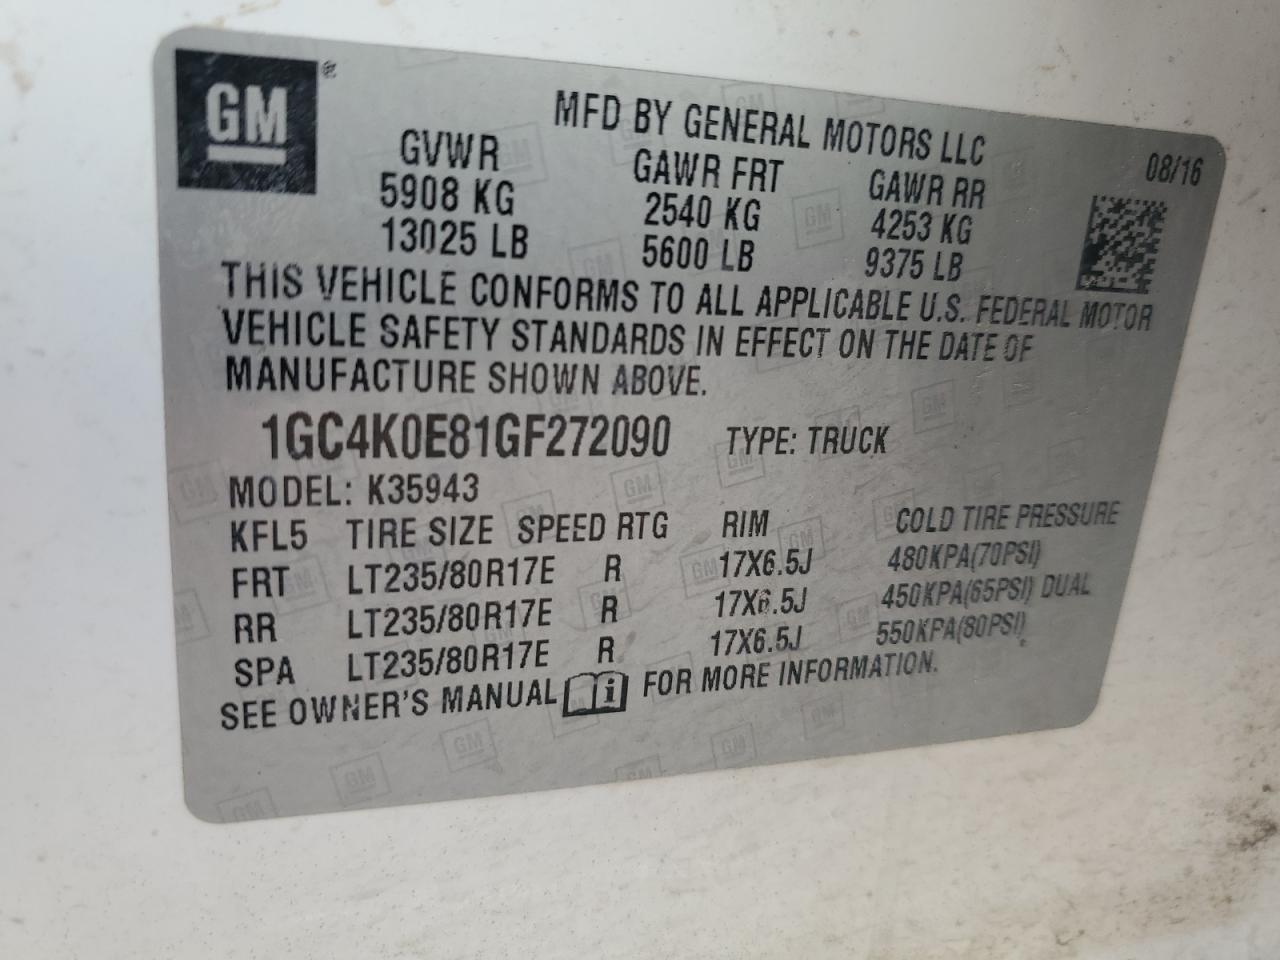 GM
MFD BY GENERAL MOTORS LLC
08/16
GVWR GAWR FRT GAWR RR
5908 KG 2540 KG 4253 KG
13025 LB 5600 LB 9375 LB
THIS VEHICLE CONFORMS TO ALL APPLICABLE U.S. FEDERAL MOTOR
VEHICLE SAFETY STANDARDS IN EFFECT ON THE DATE OF
MANUFACTURE SHOWN ABOVE.
1GC4K0E81GF272090 TYPE: TRUCK
MODEL: K35943
KFL5 TIRE SIZE SPEED RTG RIM COLD TIRE PRESSURE
FRT LT235/80R17E R 17X6.5J 480KPA(70PSI)
RR LT235/80R17E R 17X6.5J 450KPA(65PSI) DUAL
SPA LT235/80R17E R 17X6.5J 550KPA(80PSI)
SEE OWNER'S MANUAL i FOR MORE INFORMATION.